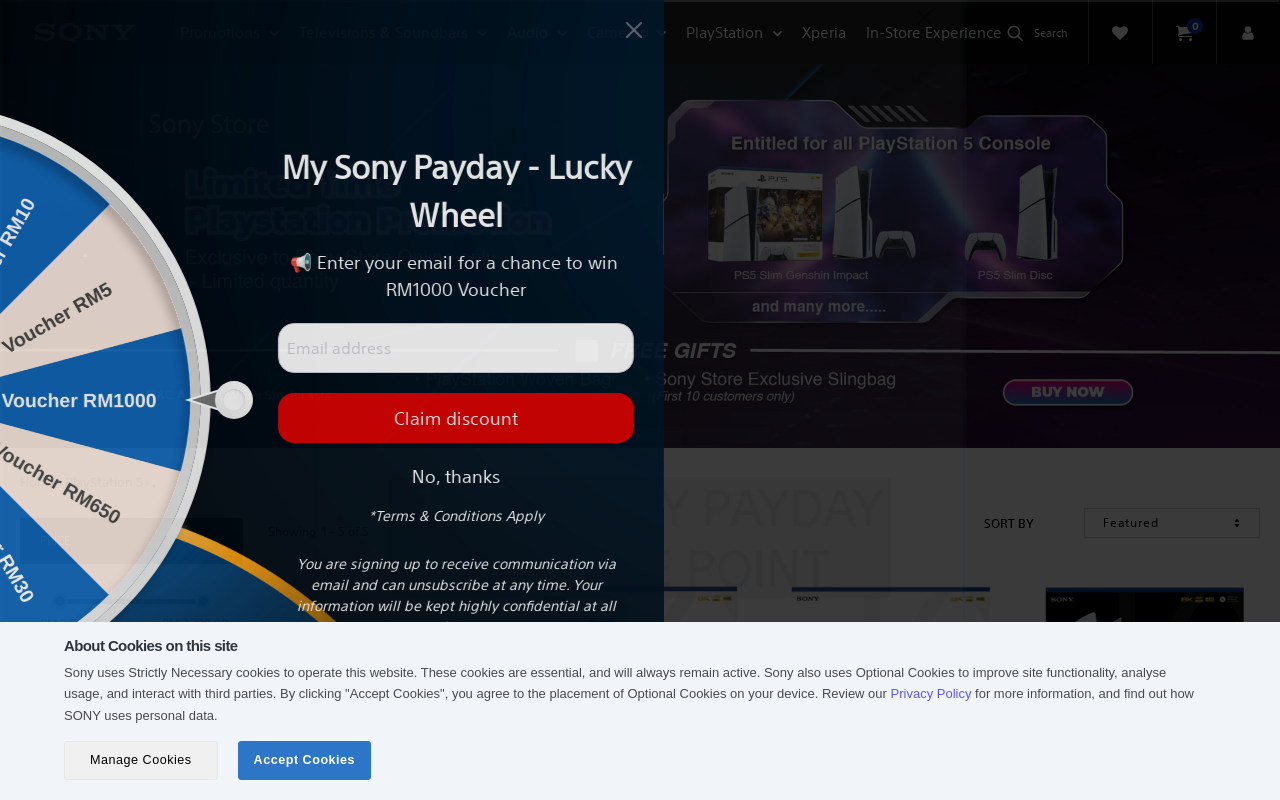 SONY
Promotions
Televisions & Soundbars
Audio
PlayStation
Xperia
In-Store Experience
Search
0
Sony Store
Limited Time
Playstation Promotion
Entitled for all PlayStation 5 Console
PS5 Slim Genshin Impact
PS5 Slim Disc
and many more.....
FREE GIFTS
• PlayStation Woven Bag
• Sony Store Exclusive Slingbag
(First 10 customers only)
BUY NOW
My Sony Payday - Lucky
Wheel
📢 Enter your email for a chance to win
RM1000 Voucher
Email address
Claim discount
No, thanks
*Terms & Conditions Apply
You are signing up to receive communication via
email and can unsubscribe at any time. Your
information will be kept highly confidential at all
RM10
Voucher RM5
Voucher RM1000
Voucher RM650
RM30
Y PAYDAY
POINT
SORT BY
Featured
SONY
SONY
About Cookies on this site
Sony uses Strictly Necessary cookies to operate this website. These cookies are essential, and will always remain active. Sony also uses Optional Cookies to improve site functionality, analyse
usage, and interact with third parties. By clicking "Accept Cookies", you agree to the placement of Optional Cookies on your device. Review our Privacy Policy for more information, and find out how
SONY uses personal data.
Manage Cookies
Accept Cookies